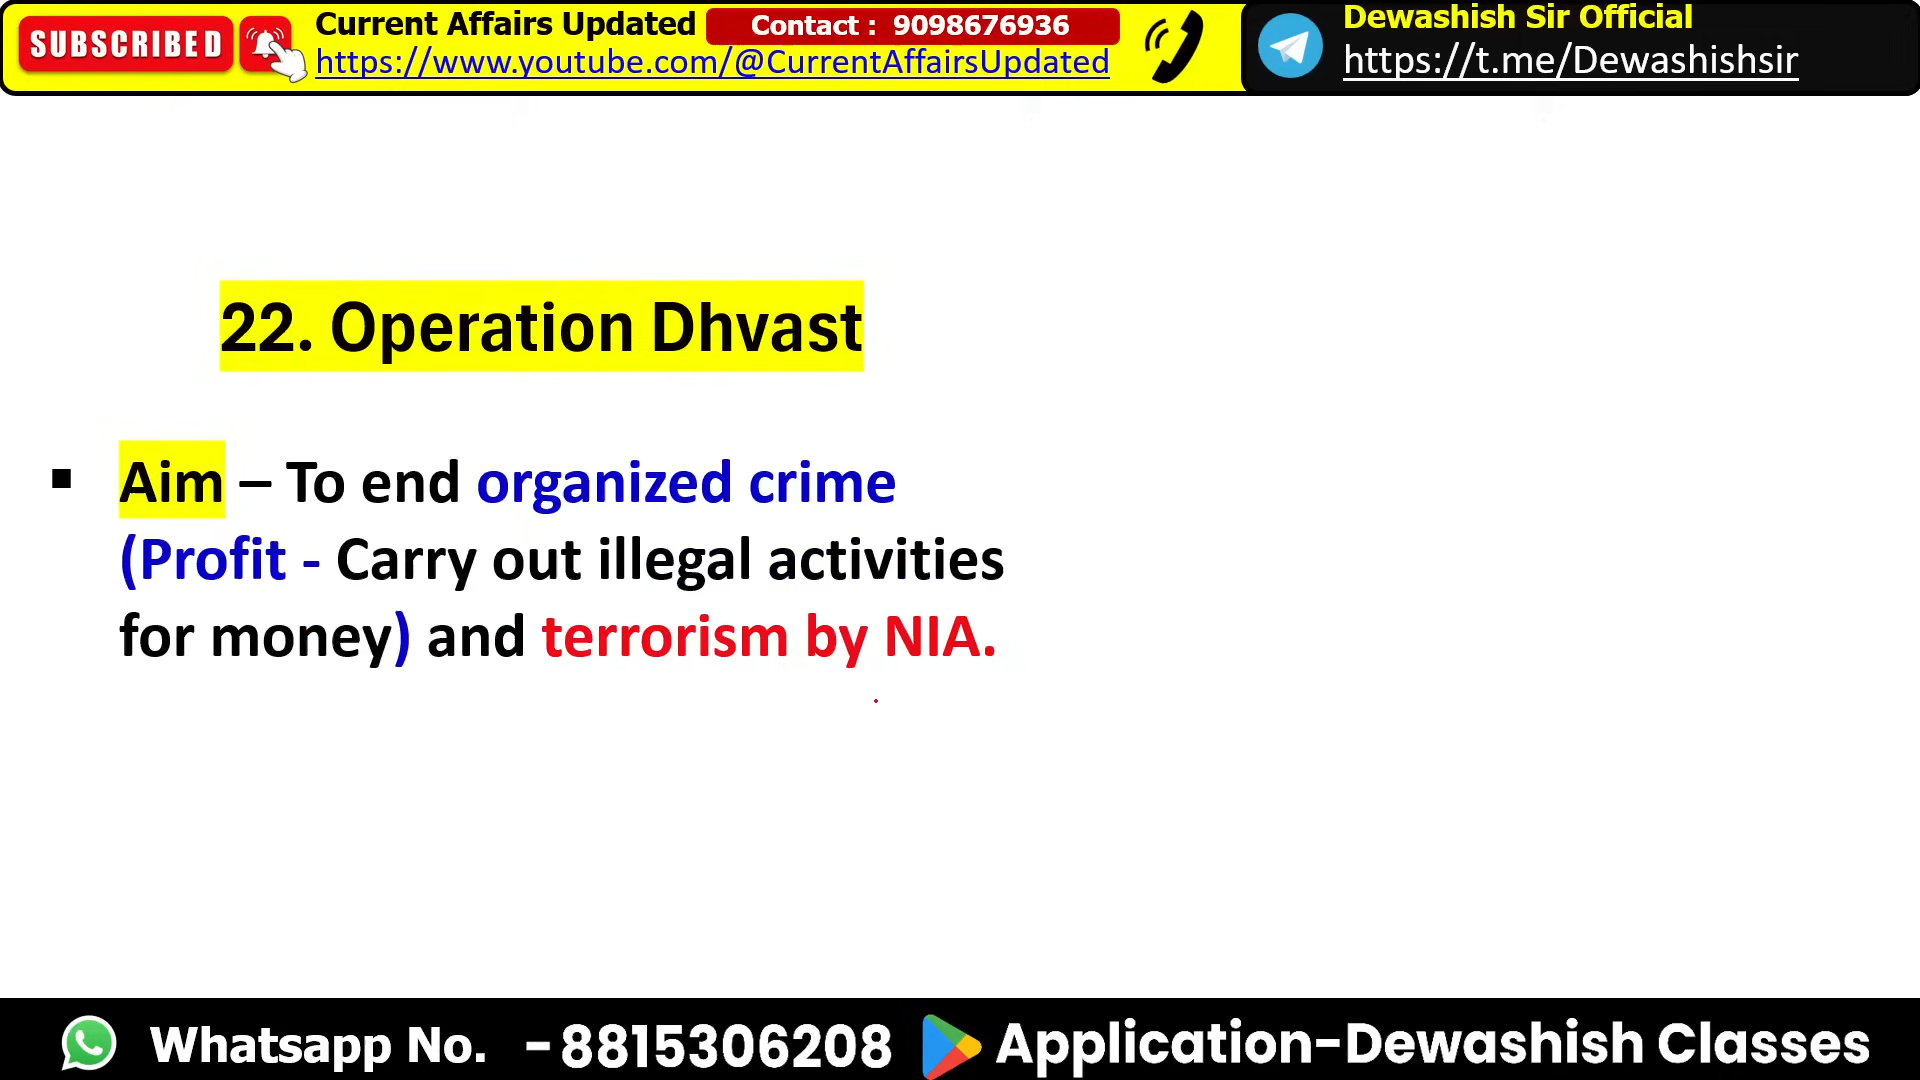 SUBSCRIBED
Current Affairs Updated
Contact : 9098676936
https://www.youtube.com/@CurrentAffairsUpdated
Dewashish Sir Official
https://t.me/Dewashishsir
22. Operation Dhvast
▪ Aim – To end organized crime
(Profit - Carry out illegal activities
for money) and terrorism by NIA.
Whatsapp No. -8815306208
Application-Dewashish Classes